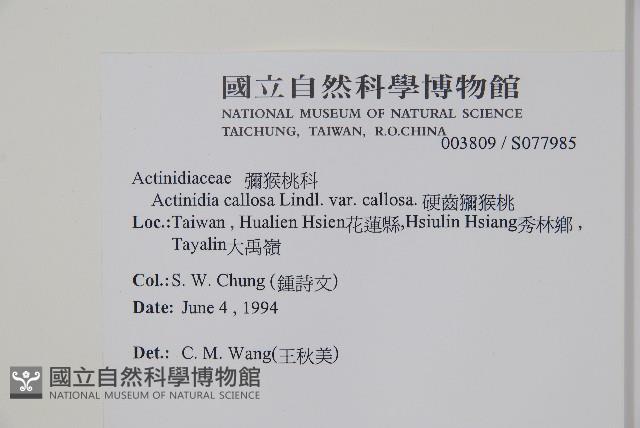 國立自然科學博物館
NATIONAL MUSEUM OF NATURAL SCIENCE
TAICHUNG, TAIWAN, R.O.CHINA
003809 / S077985
Actinidiaceae 獼猴桃科
Actinidia callosa Lindl. var. callosa. 硬齒獼猴桃
Loc.:Taiwan , Hualien Hsien花蓮縣,Hsiulin Hsiang秀林鄉 ,
Tayalin大禹嶺
Col.: S. W. Chung (鍾詩文)
Date: June 4 , 1994
Det.: C. M. Wang(王秋美)
國立自然科學博物館
NATIONAL MUSEUM OF NATURAL SCIENCE